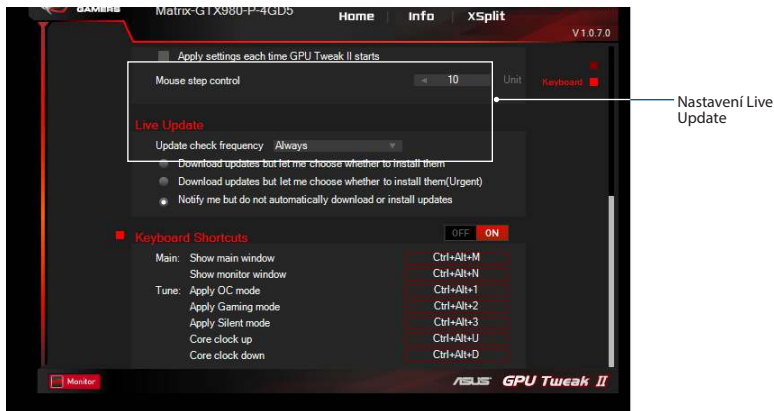 GAMERS
Matrix-GTX980-P-4GD5
Home
Info
XSplit
V1.0.7.0
Apply settings each time GPU Tweak II starts
Mouse step control
10
Unit
Keyboard
Live Update
Update check frequency Always
Download updates but let me choose whether to install them
Download updates but let me choose whether to install them(Urgent)
Notify me but do not automatically download or install updates
Nastavení Live
Update
Keyboard Shortcuts
OFF ON
Main: Show main window Ctrl+Alt+M
Show monitor window Ctrl+Alt+N
Tune: Apply OC mode Ctrl+Alt+1
Apply Gaming mode Ctrl+Alt+2
Apply Silent mode Ctrl+Alt+3
Core clock up Ctrl+Alt+U
Core clock down Ctrl+Alt+D
Monitor
ASUS GPU Tweak II